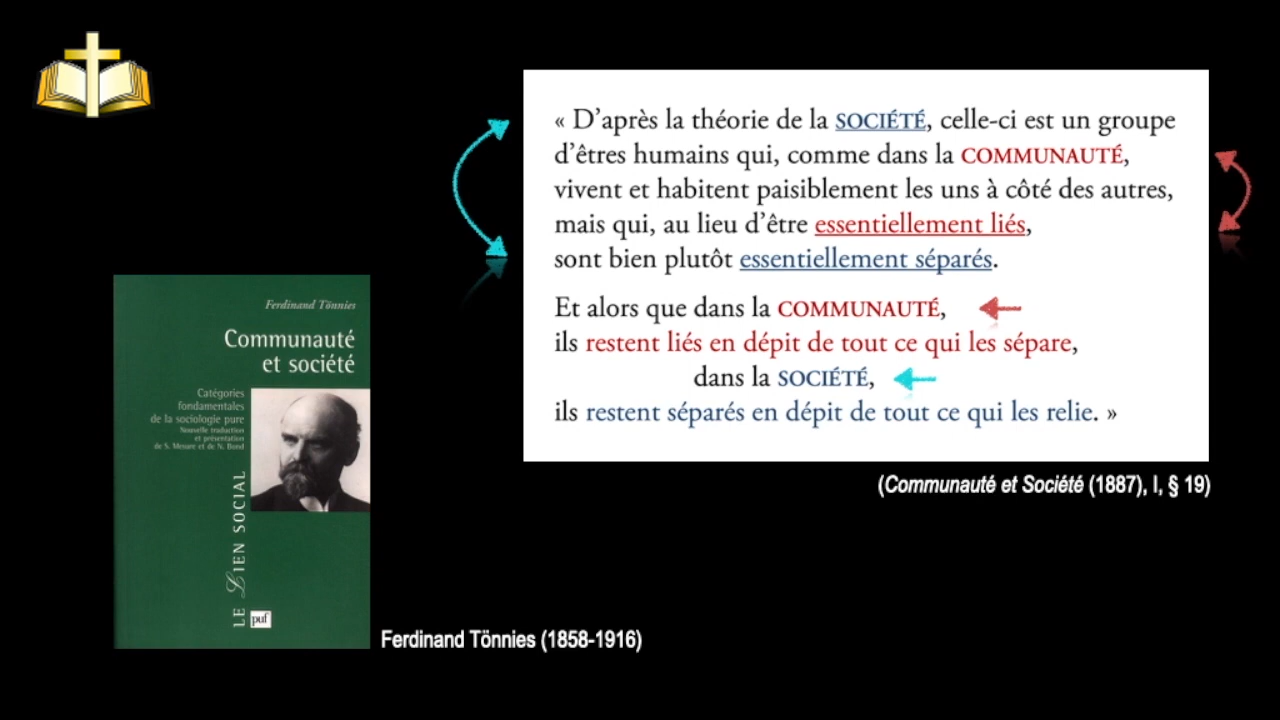 « D’après la théorie de la SOCIÉTÉ, celle-ci est un groupe
d’êtres humains qui, comme dans la COMMUNAUTÉ,
vivent et habitent paisiblement les uns à côté des autres,
mais qui, au lieu d’être essentiellement liés,
sont bien plutôt essentiellement séparés.
Et alors que dans la COMMUNAUTÉ,
ils restent liés en dépit de tout ce qui les sépare,
dans la SOCIÉTÉ,
ils restent séparés en dépit de tout ce qui les relie. »
(Communauté et Société (1887), I, § 19)
Ferdinand Tönnies
Communauté
et société
Catégories
fondamentales
de la sociologie pure
Nouvelle traduction
et présentation
de S. Mesure et de N. Bond
LE LIEN SOCIAL
puf
Ferdinand Tönnies (1858-1916)